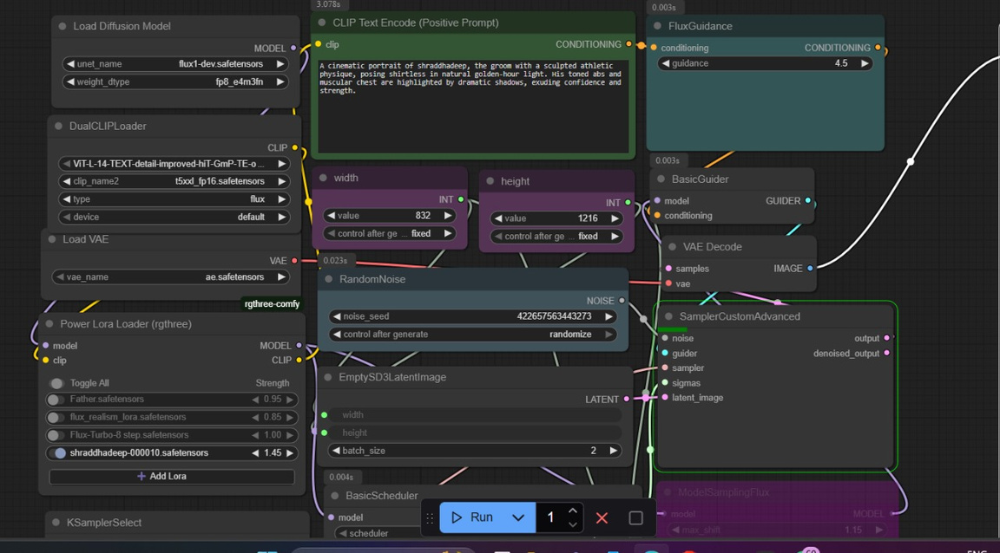 3.078s
0.003s
Load Diffusion Model
MODEL
unet_name flux1-dev.safetensors
weight_dtype fp8_e4m3fn
CLIP Text Encode (Positive Prompt)
clip CONDITIONING
A cinematic portrait of shraddhadeep, the groom with a sculpted athletic
physique, posing shirtless in natural golden-hour light. His toned abs and
muscular chest are highlighted by dramatic shadows, exuding confidence and
strength.
FluxGuidance
conditioning CONDITIONING
guidance 4.5
DualCLIPLoader
CLIP
ViT-L-14-TEXT-detail-improved-hiT-GmP-TE-o ...
clip_name2 t5xxl_fp16.safetensors
type flux
device default
width
INT
value 832
control after ge ... fixed
height
INT
value 1216
control after ge ... fixed
0.003s
BasicGuider
model GUIDER
conditioning
Load VAE
VAE
vae_name ae.safetensors
rgthree-comfy
VAE Decode
samples IMAGE
vae
0.023s
RandomNoise
NOISE
noise_seed 422657563443273
control after generate randomize
Power Lora Loader (rgthree)
model MODEL
clip CLIP
Toggle All Strength
Father.safetensors 0.95
flux_realism_lora.safetensors 0.85
Flux-Turbo-8 step.safetensors 1.00
shraddhadeep-000010.safetensors 1.45
+ Add Lora
SamplerCustomAdvanced
noise output
guider denoised_output
sampler
sigmas
latent_image
EmptySD3LatentImage
LATENT
width
height
batch_size 2
0.004s
BasicScheduler
model
scheduler
KSamplerSelect
Run 1
ModelSamplingFlux
model MODEL
max_shift 1.15